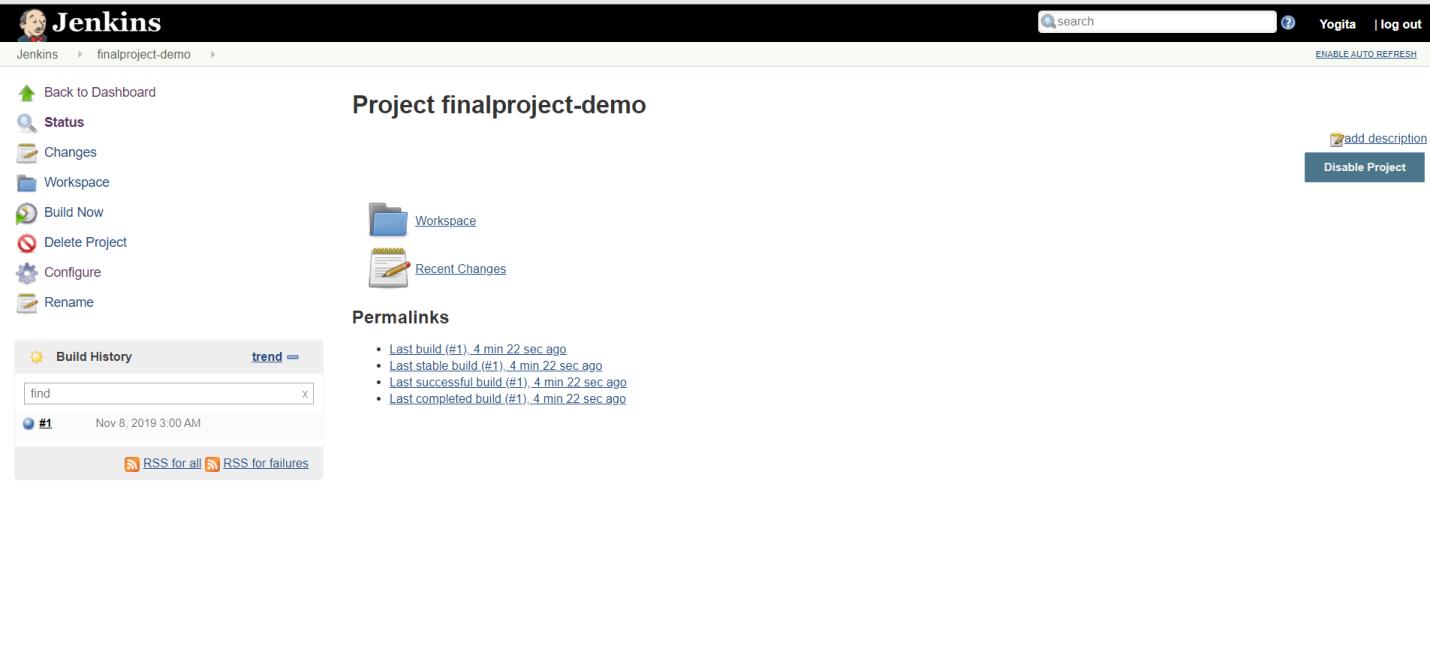 Jenkins
search
Yogita | log out
Jenkins finalproject-demo
ENABLE AUTO REFRESH
Back to Dashboard
Status
Changes
Workspace
Build Now
Delete Project
Configure
Rename
Build History trend
find x
#1 Nov 8, 2019 3:00 AM
RSS for all RSS for failures
Project finalproject-demo
add description
Disable Project
Workspace
Recent Changes
Permalinks
Last build (#1), 4 min 22 sec ago
Last stable build (#1), 4 min 22 sec ago
Last successful build (#1), 4 min 22 sec ago
Last completed build (#1), 4 min 22 sec ago